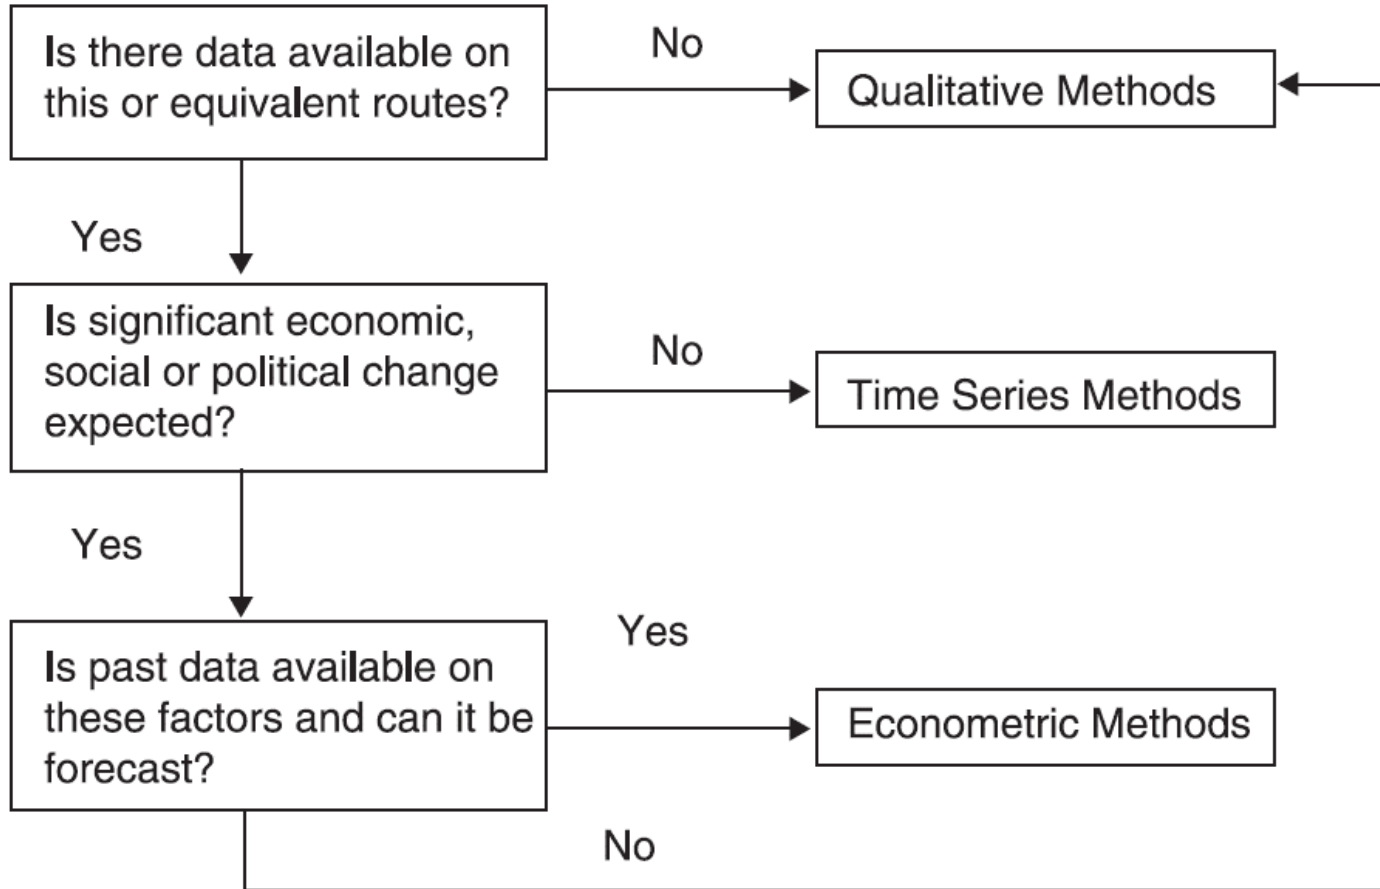 Is there data available on
this or equivalent routes?
No
Qualitative Methods
Yes
Is significant economic,
social or political change
expected?
No
Time Series Methods
Yes
Is past data available on
these factors and can it be
forecast?
Yes
Econometric Methods
No